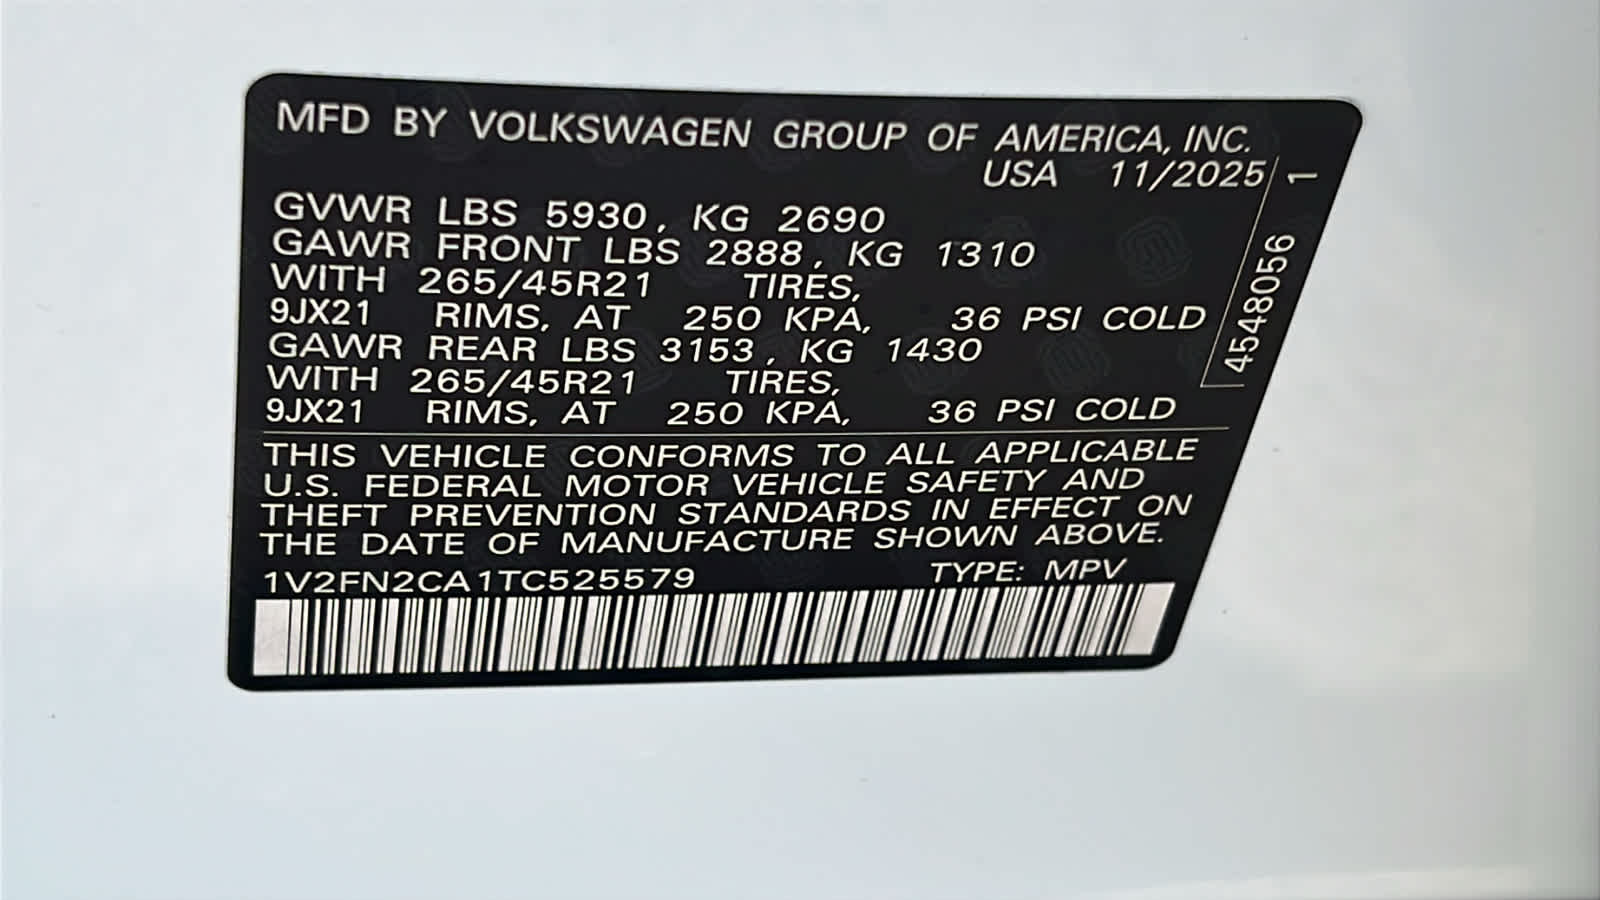 MFD BY VOLKSWAGEN GROUP OF AMERICA, INC.
USA 11/2025
GVWR LBS 5930, KG 2690
GAWR FRONT LBS 2888, KG 1310
WITH 265/45R21 TIRES,
9JX21 RIMS, AT 250 KPA, 36 PSI COLD
GAWR REAR LBS 3153, KG 1430
WITH 265/45R21 TIRES,
9JX21 RIMS, AT 250 KPA, 36 PSI COLD
THIS VEHICLE CONFORMS TO ALL APPLICABLE
U.S. FEDERAL MOTOR VEHICLE SAFETY AND
THEFT PREVENTION STANDARDS IN EFFECT ON
THE DATE OF MANUFACTURE SHOWN ABOVE.
1V2FN2CA1TC525579 TYPE: MPV
4548056 1